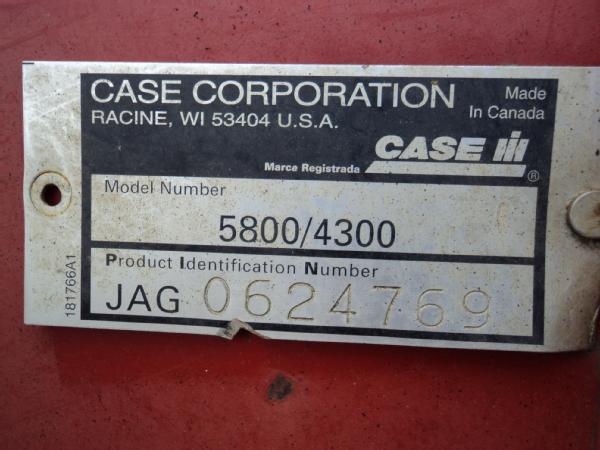 CASE CORPORATION
RACINE, WI 53404 U.S.A.
Made
In Canada
Marca Registrada
CASE IH
®
Model Number
5800/4300
Product Identification Number
JAG 0624769
181766A1